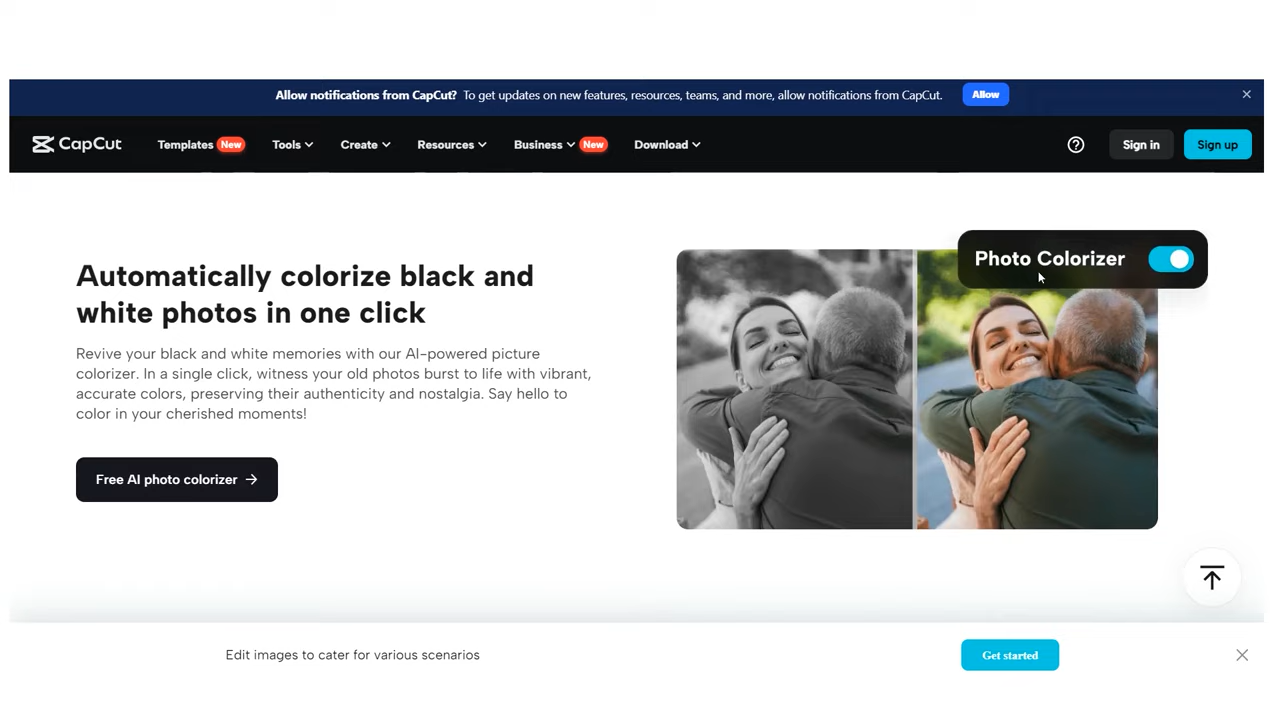 Allow notifications from CapCut? To get updates on new features, resources, teams, and more, allow notifications from CapCut. Allow
CapCut Templates New Tools Create Resources Business New Download Sign in Sign up
Photo Colorizer
Automatically colorize black and
white photos in one click
Revive your black and white memories with our AI-powered picture
colorizer. In a single click, witness your old photos burst to life with vibrant,
accurate colors, preserving their authenticity and nostalgia. Say hello to
color in your cherished moments!
Free AI photo colorizer
Edit images to cater for various scenarios Get started